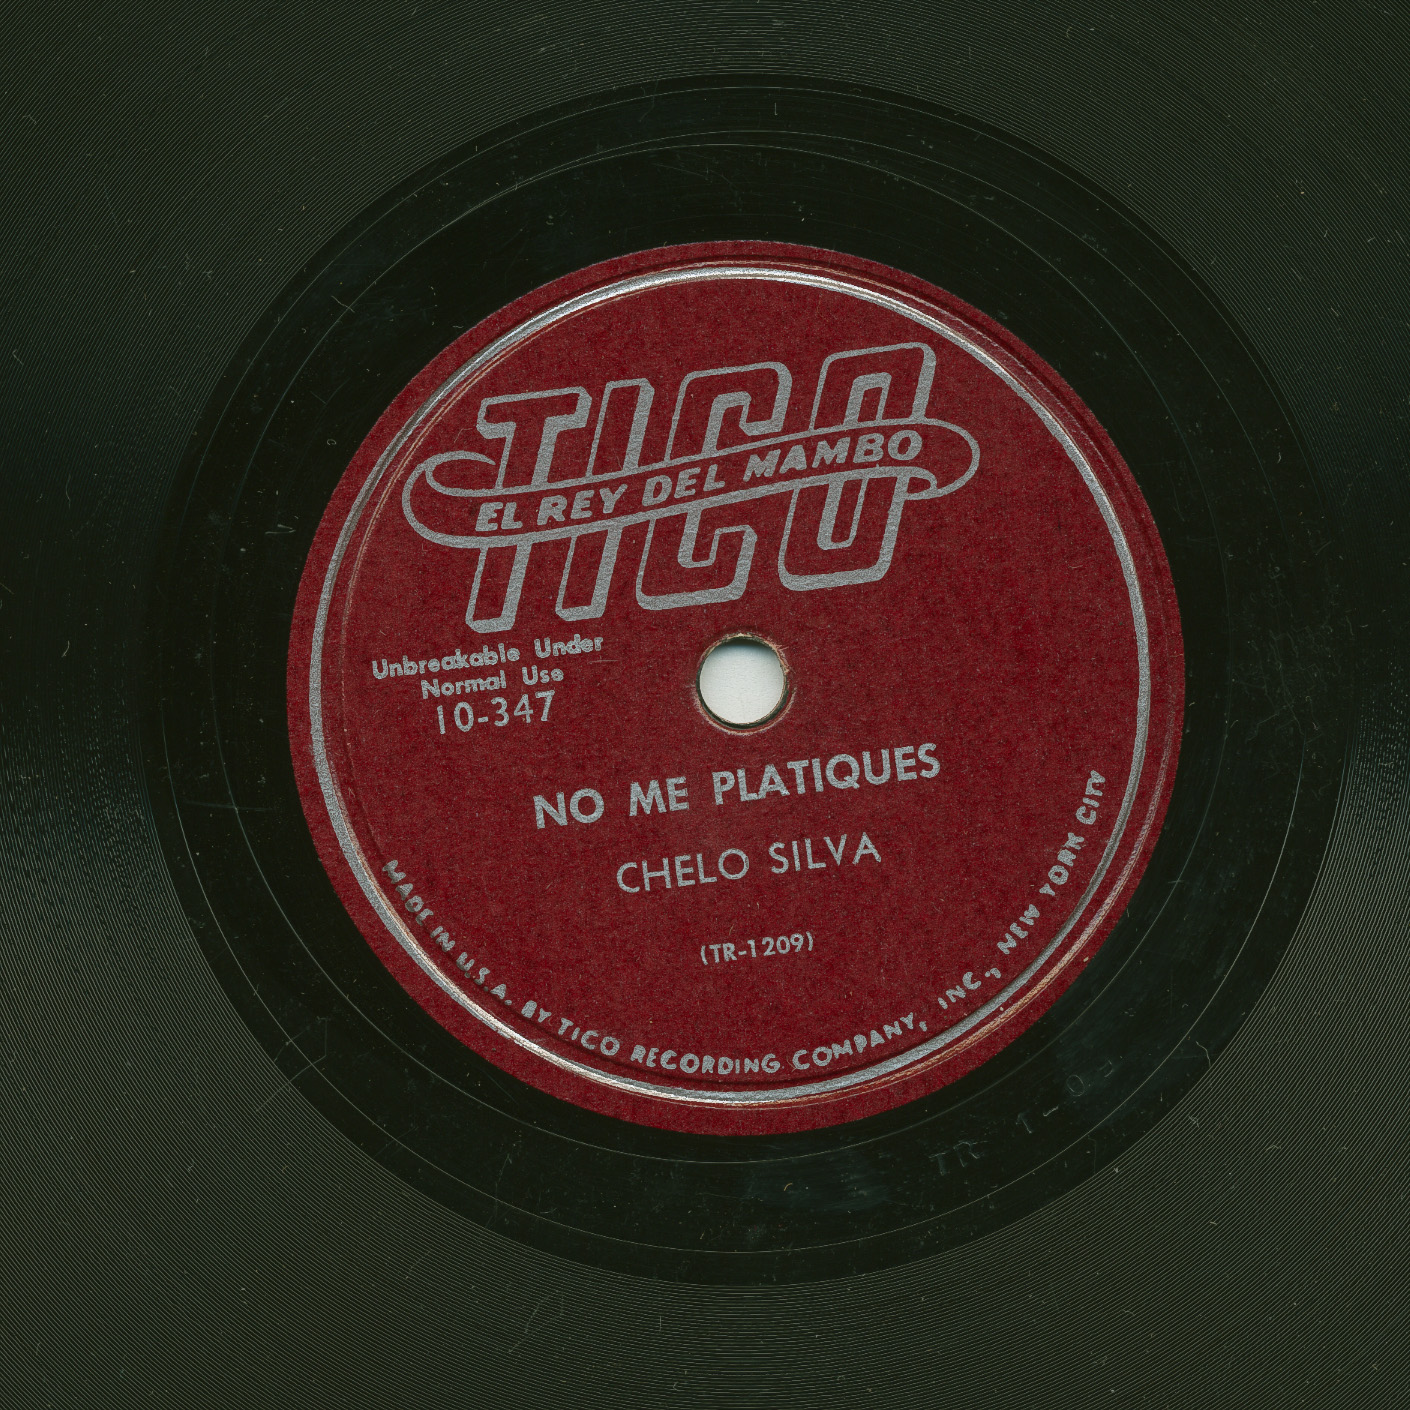 TICO
EL REY DEL MAMBO
Unbreakable Under
Normal Use
10-347
NO ME PLATIQUES
CHELO SILVA
(TR-1209)
MADE IN U.S.A. BY TICO RECORDING COMPANY, INC., NEW YORK CITY